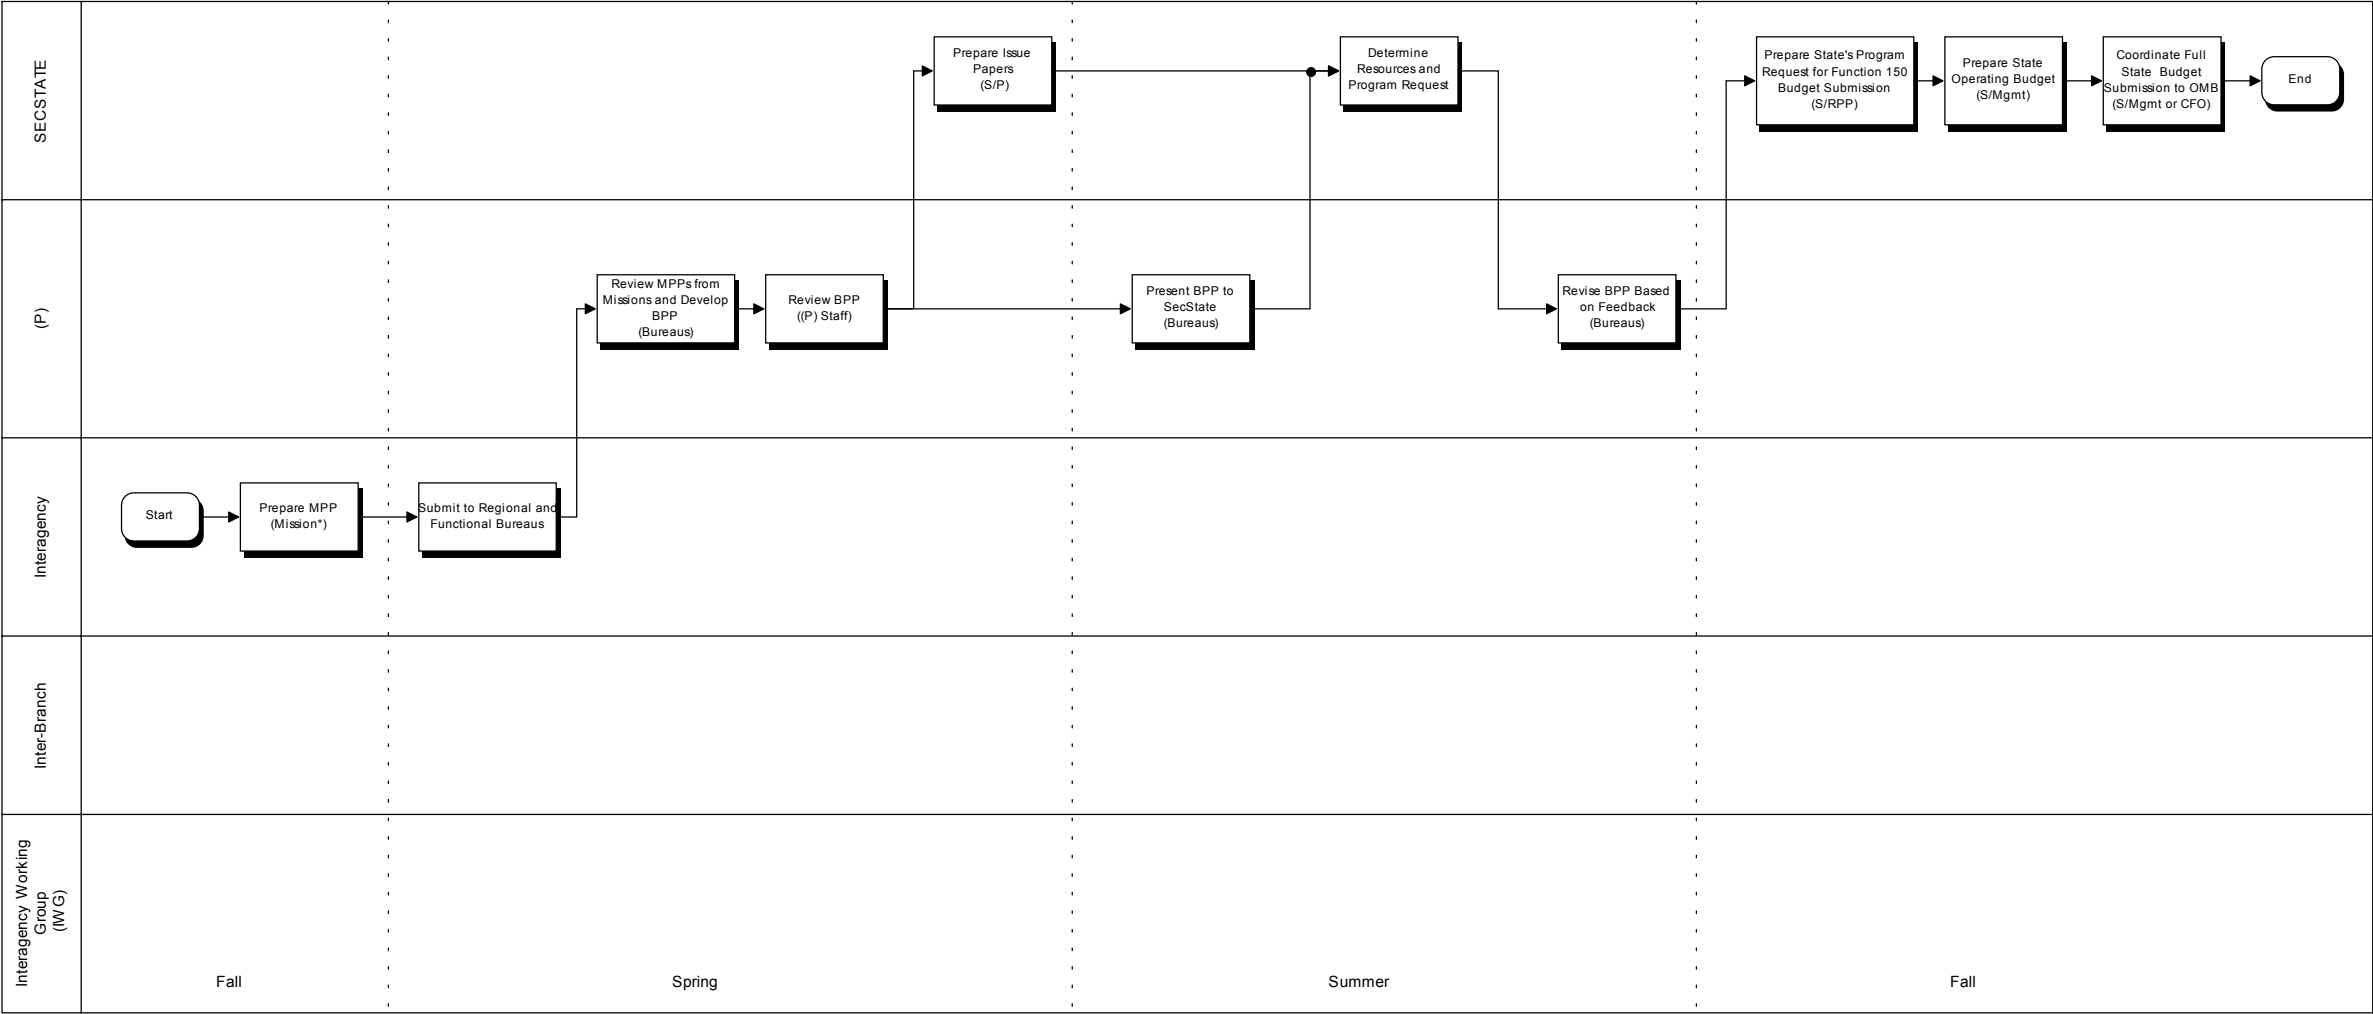 SECSTATE
Prepare Issue
Papers
(S/P)
Determine
Resources and
Program Request
Prepare State's Program
Request for Function 150
Budget Submission
(S/RPP)
Prepare State
Operating Budget
(S/Mgmt)
Coordinate Full
State Budget
Submission to OMB
(S/Mgmt or CFO)
End
(P)
Review MPPs from
Missions and Develop
BPP
(Bureaus)
Review BPP
((P) Staff)
Present BPP to
SecState
(Bureaus)
Revise BPP Based
on Feedback
(Bureaus)
Interagency
Start
Prepare MPP
(Mission*)
Submit to Regional and
Functional Bureaus
Inter-Branch
Interagency Working
Group
(IWG)
Fall
Spring
Summer
Fall